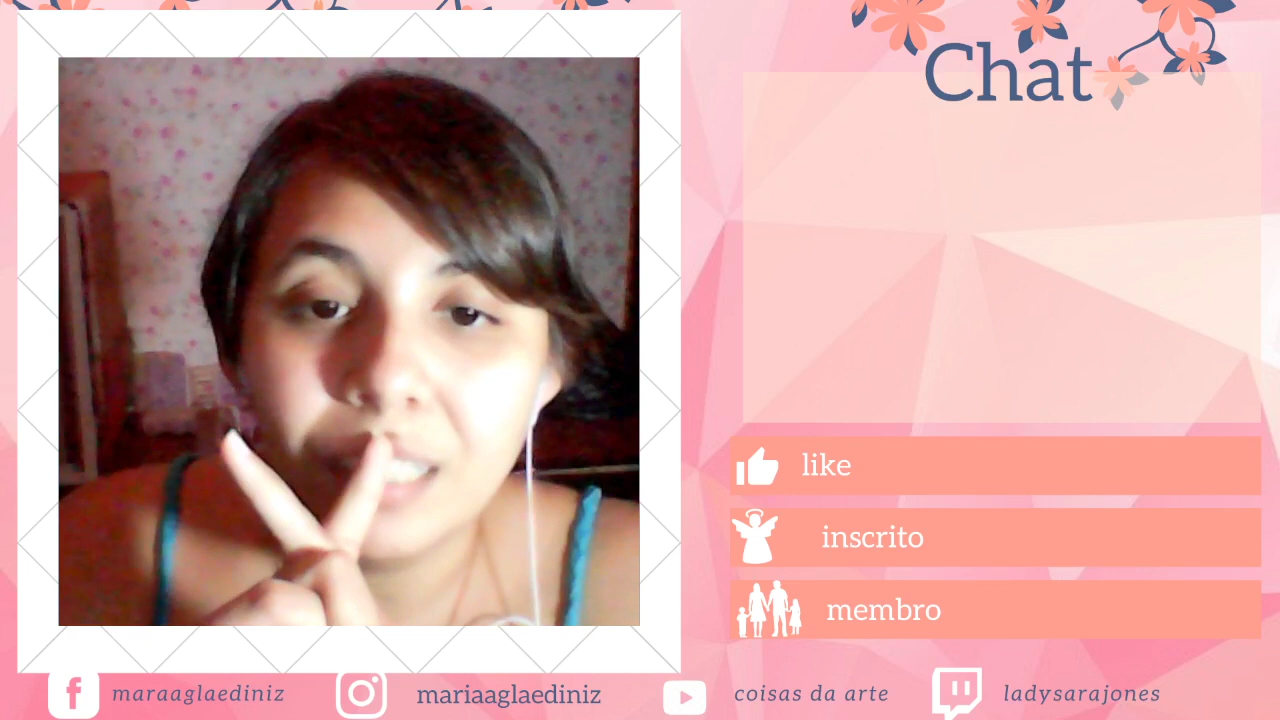 Chat
like
inscrito
membro
maraaglaediniz
mariaaglaediniz
coisas da arte
ladysarajones